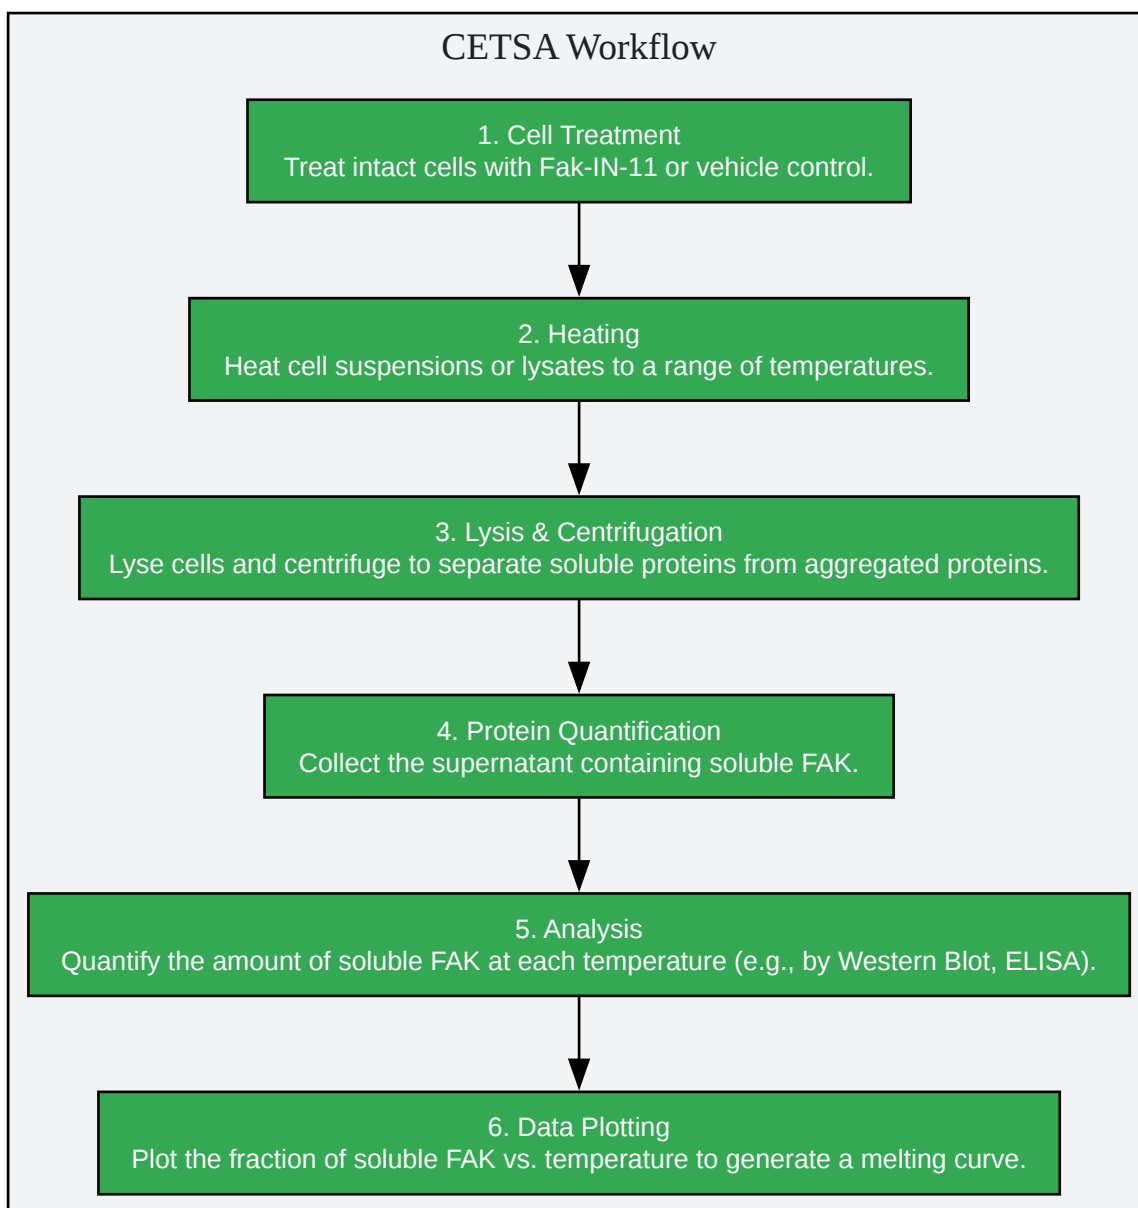 CETSA Workflow
1. Cell Treatment
Treat intact cells with Fak-IN-11 or vehicle control.
2. Heating
Heat cell suspensions or lysates to a range of temperatures.
3. Lysis & Centrifugation
Lyse cells and centrifuge to separate soluble proteins from aggregated proteins.
4. Protein Quantification
Collect the supernatant containing soluble FAK.
5. Analysis
Quantify the amount of soluble FAK at each temperature (e.g., by Western Blot, ELISA).
6. Data Plotting
Plot the fraction of soluble FAK vs. temperature to generate a melting curve.